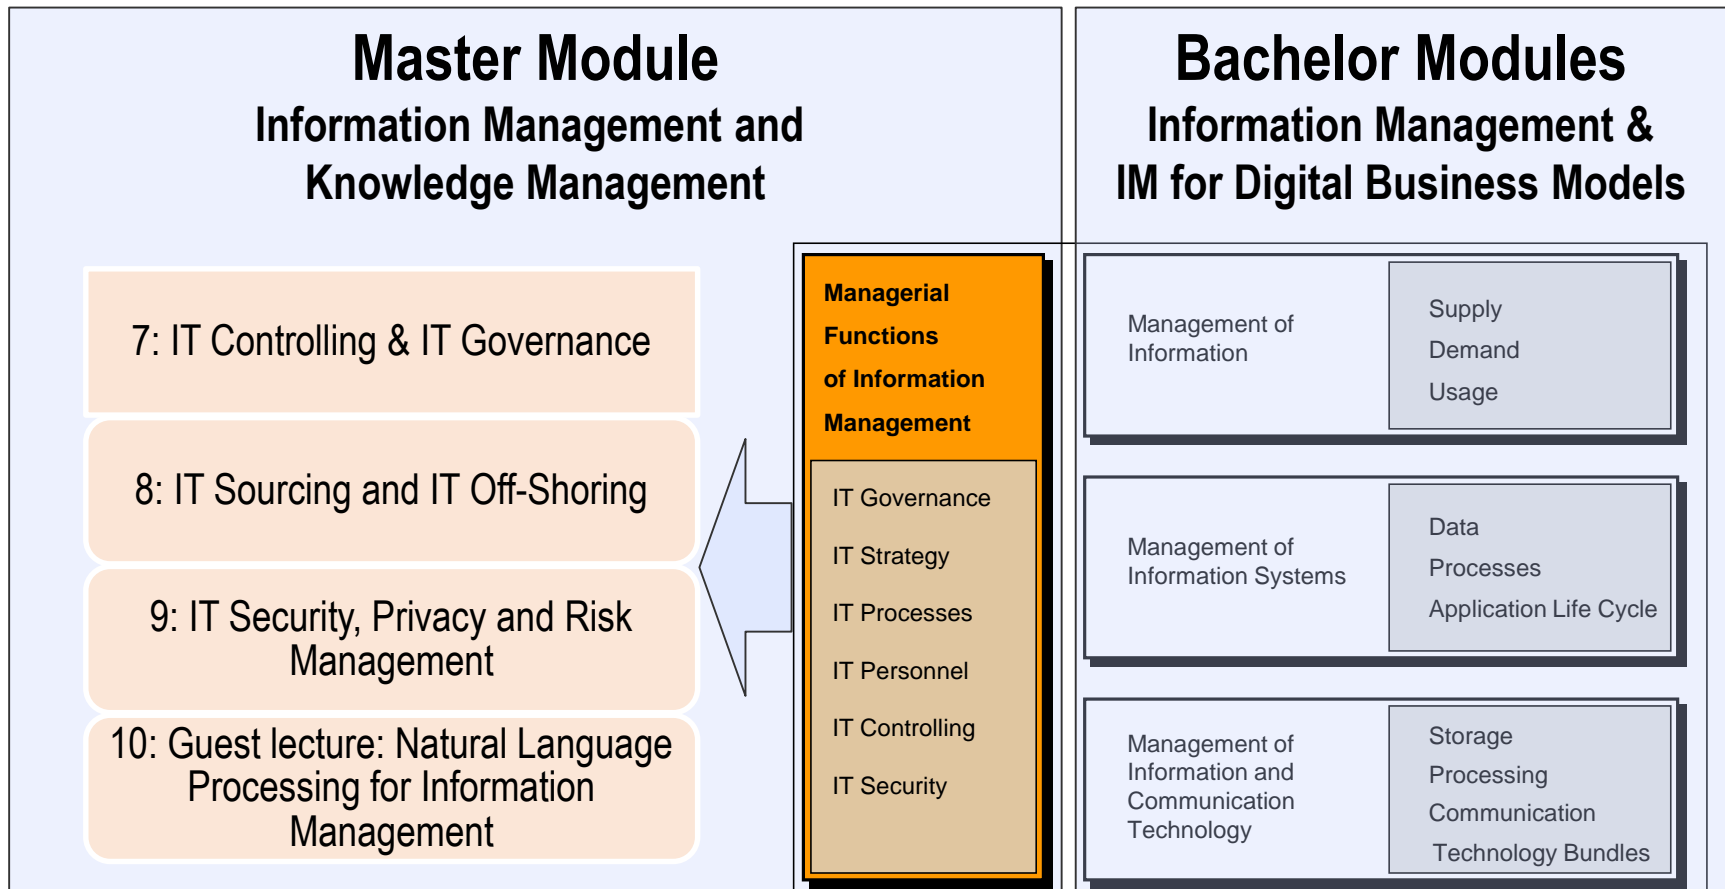 Master Module
Information Management and
Knowledge Management
7: IT Controlling & IT Governance
8: IT Sourcing and IT Off-Shoring
9: IT Security, Privacy and Risk
Management
10: Guest lecture: Natural Language
Processing for Information
Management
Managerial
Functions
of Information
Management
IT Governance
IT Strategy
IT Processes
IT Personnel
IT Controlling
IT Security
Bachelor Modules
Information Management &
IM for Digital Business Models
Management of
Information
Supply
Demand
Usage
Management of
Information Systems
Data
Processes
Application Life Cycle
Management of
Information and
Communication
Technology
Storage
Processing
Communication
Technology Bundles